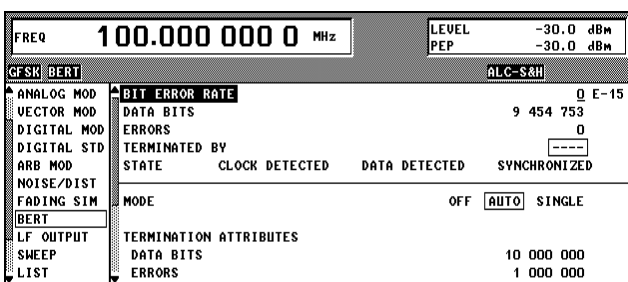 FREQ 100.000 000 0 MHz
LEVEL -30.0 dBm
PEP -30.0 dBm
GFSK BERT ALC-S&H
ANALOG MOD
VECTOR MOD
DIGITAL MOD
DIGITAL STD
ARB MOD
NOISE/DIST
FADING SIM
BERT
LF OUTPUT
SWEEP
LIST
BIT ERROR RATE 0 E-15
DATA BITS 9 454 753
ERRORS 0
TERMINATED BY ----
STATE CLOCK DETECTED DATA DETECTED SYNCHRONIZED
MODE OFF AUTO SINGLE
TERMINATION ATTRIBUTES
DATA BITS 10 000 000
ERRORS 1 000 000